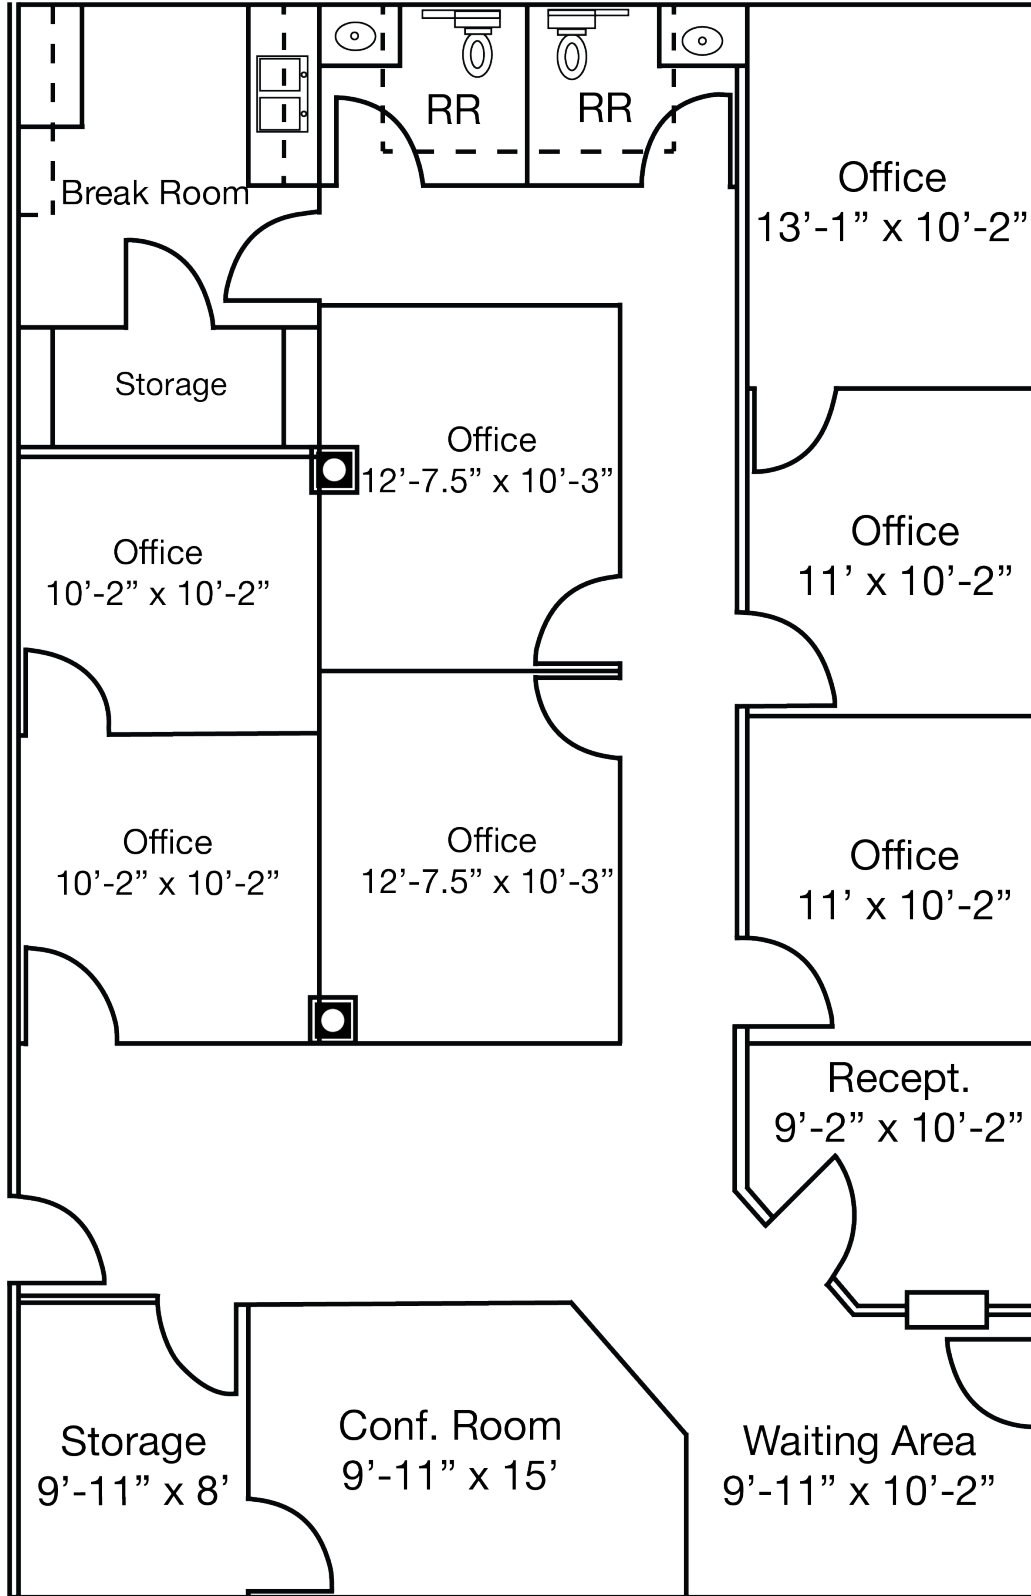 RR
RR
Break Room
Office
13’-1” x 10’-2”
Storage
Office
12’-7.5” x 10’-3”
Office
11’ x 10’-2”
Office
10’-2” x 10’-2”
Office
10’-2” x 10’-2”
Office
12’-7.5” x 10’-3”
Office
11’ x 10’-2”
Recept.
9’-2” x 10’-2”
Storage
9’-11” x 8’
Conf. Room
9’-11” x 15’
Waiting Area
9’-11” x 10’-2”